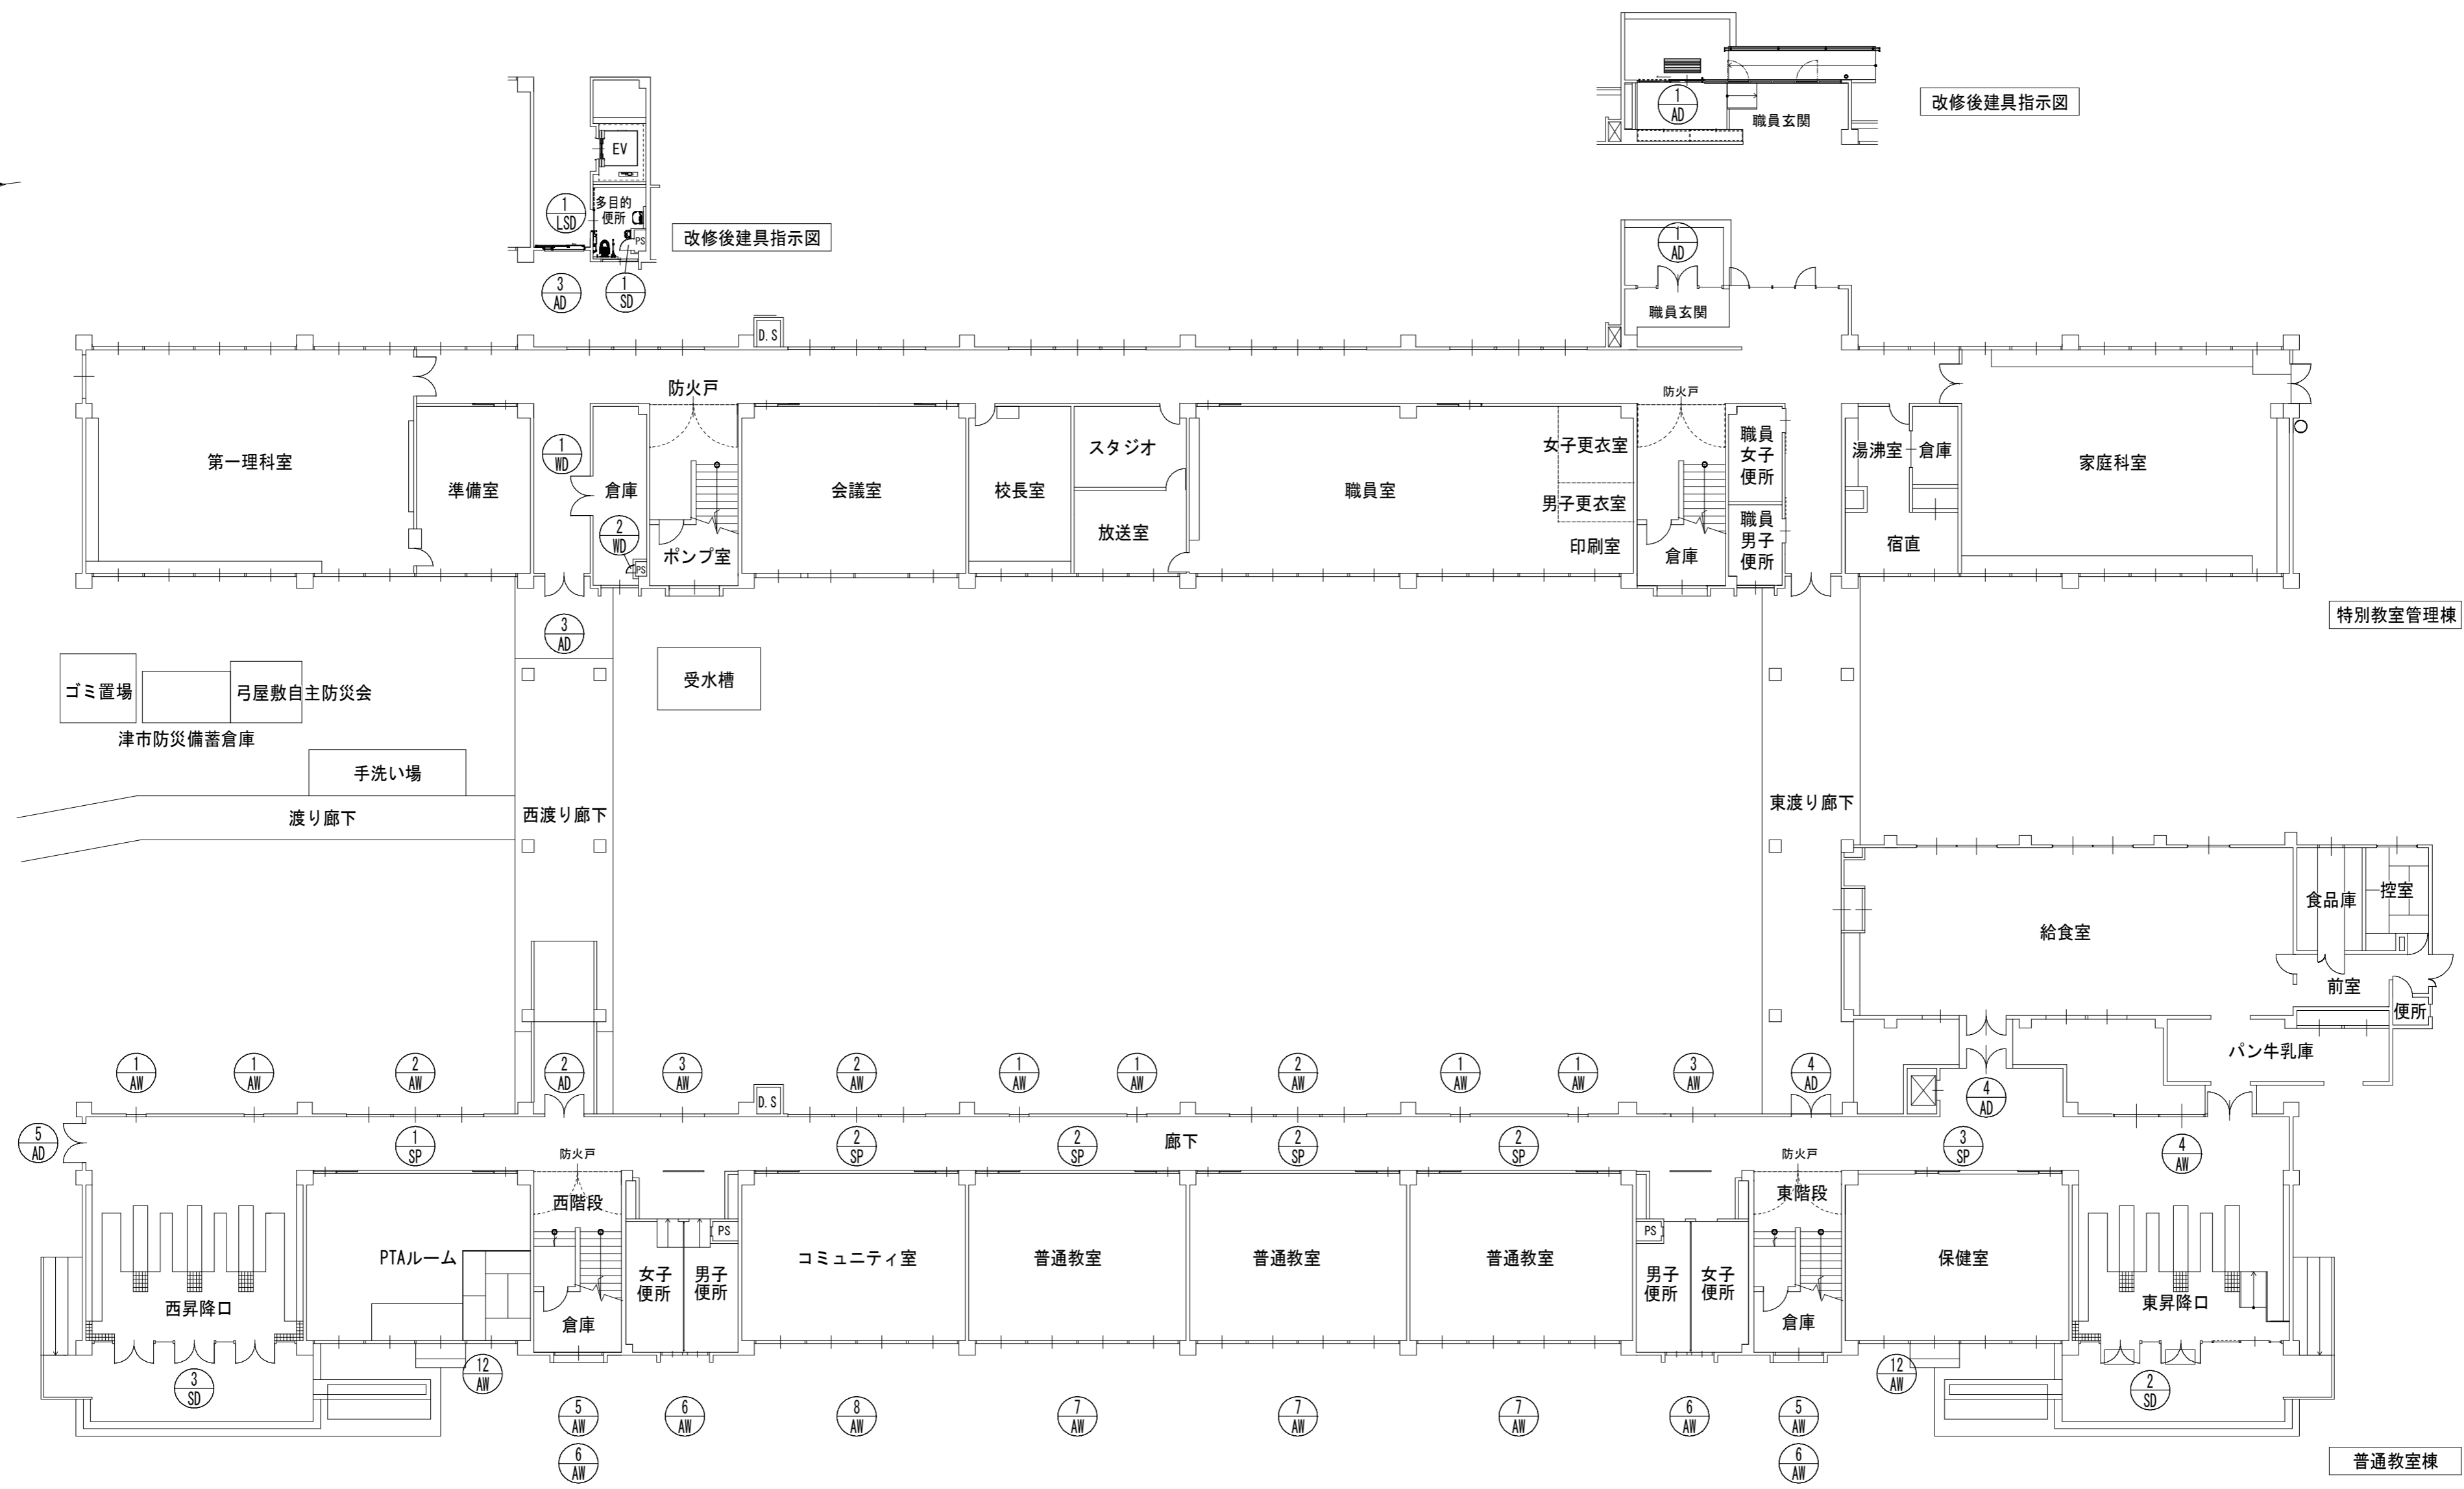 1
AD
職員玄関
改修後建具指示図
EV
1
LSD
多目的
便所
PS
改修後建具指示図
3
AD
1
SD
1
AD
職員玄関
D.S
防火戸
防火戸
第一理科室
準備室
1
WD
倉庫
2
WD
PS
ポンプ室
会議室
校長室
スタジオ
放送室
職員室
女子更衣室
男子更衣室
印刷室
倉庫
職員
女子
便所
職員
男子
便所
湯沸室
倉庫
宿直
家庭科室
特別教室管理棟
3
AD
ゴミ置場
弓屋敷自主防災会
津市防災備蓄倉庫
受水槽
手洗い場
渡り廊下
西渡り廊下
東渡り廊下
給食室
食品庫
控室
前室
便所
パン牛乳庫
1
AW
1
AW
2
AW
2
AD
3
AW
2
AW
1
AW
1
AW
2
AW
1
AW
1
AW
3
AW
4
AD
4
AD
D.S
5
AD
1
SP
2
SP
2
SP
廊下
2
SP
2
SP
3
SP
4
AW
防火戸
西階段
防火戸
東階段
PTAルーム
西昇降口
倉庫
女子
便所
男子
便所
PS
コミュニティ室
普通教室
普通教室
普通教室
PS
男子
便所
女子
便所
倉庫
保健室
東昇降口
3
SD
12
AW
12
AW
2
SD
5
AW
6
AW
8
AW
7
AW
7
AW
7
AW
6
AW
5
AW
6
AW
6
AW
普通教室棟